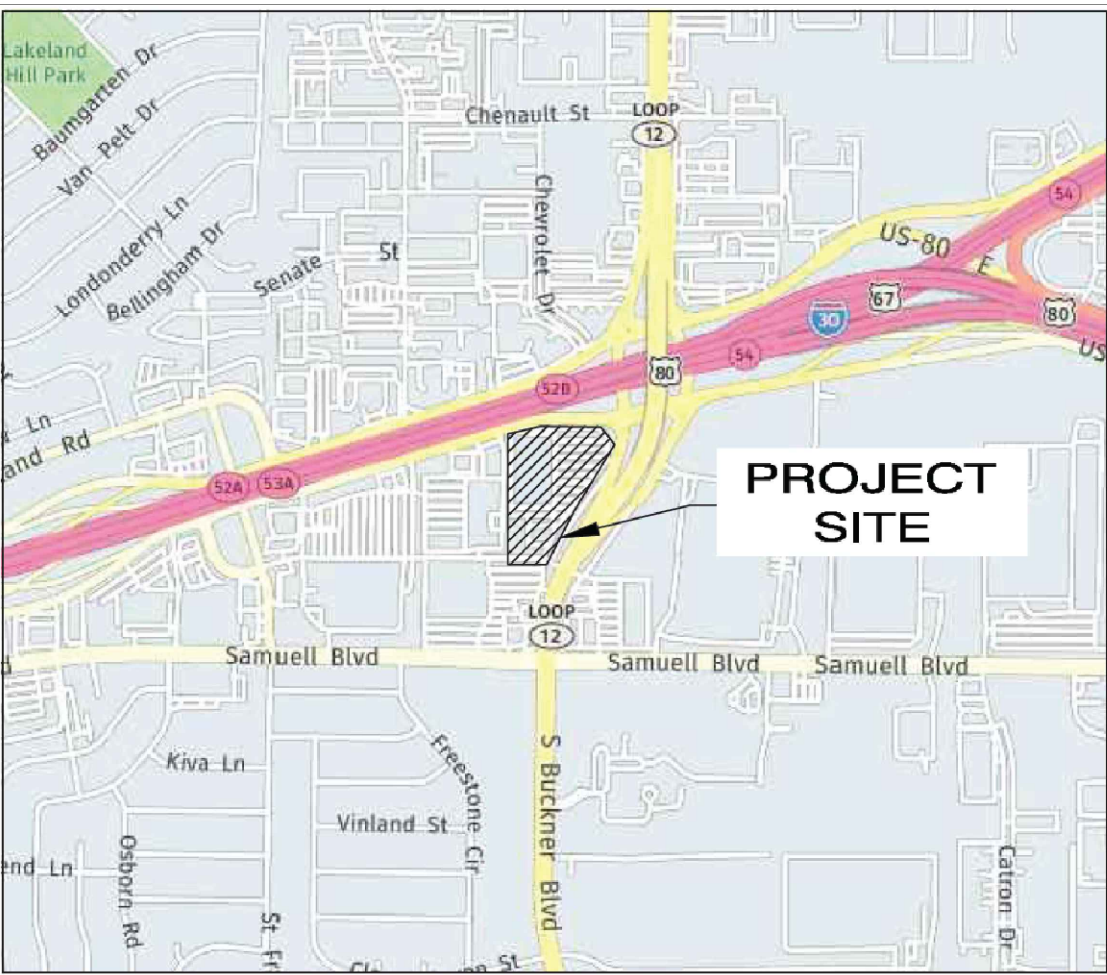 Lakeland
Hill Park
Baumgarten Dr
Van Pelt Dr
Chenault St
LOOP
12
Londonderry Ln
Bellingham Dr
Senate
St
Chevrolet Dr
54
US-80
E
67
30
80
US
54
80
52B
Ln
and Rd
52A
53A
PROJECT
SITE
LOOP
12
Samuell Blvd
Samuell Blvd
Samuell Blvd
Kiva Ln
Freestone Cir
S Buckner Blvd
Vinland St
Osborn Rd
end Ln
Catron Dr
St Fr
St